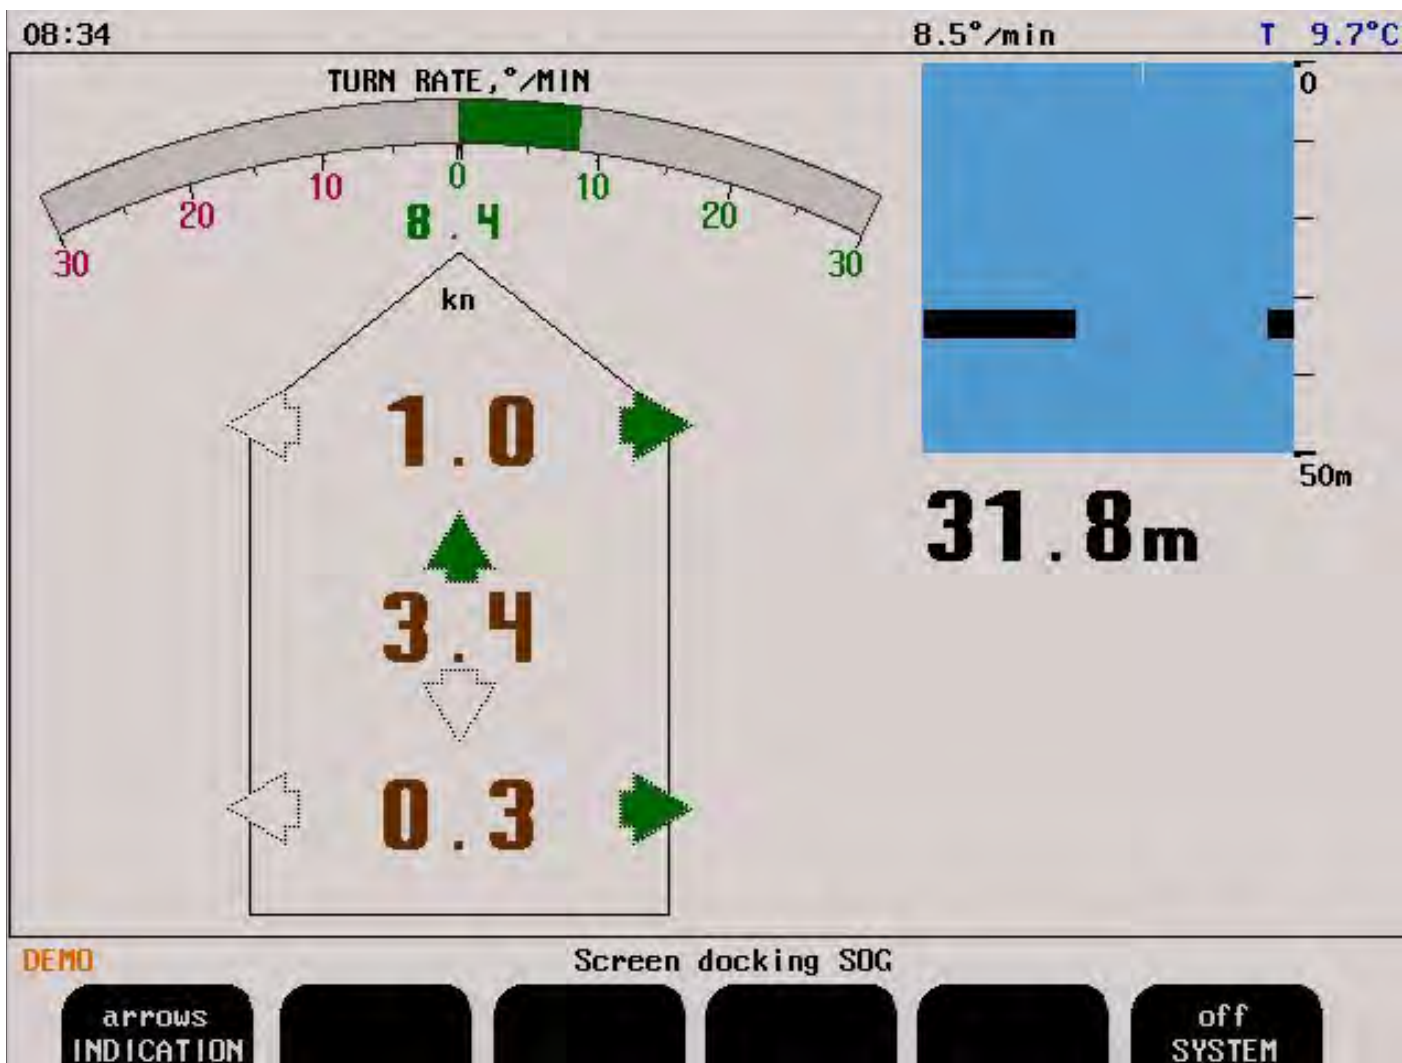 08:34
8.5°/min
T 9.7°C
TURN RATE,°/MIN
30 20 10 0 10 20 30
8.4
kn
1.0
3.4
0.3
0
50m
31.8m
DEMO
Screen docking SOG
arrows
INDICATION
off
SYSTEM